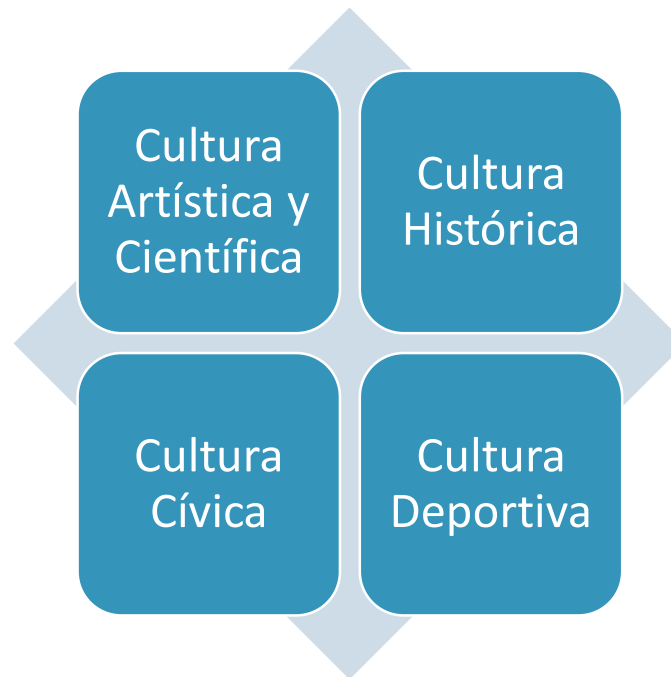 Cultura
Artística y
Científica
Cultura
Histórica
Cultura
Cívica
Cultura
Deportiva